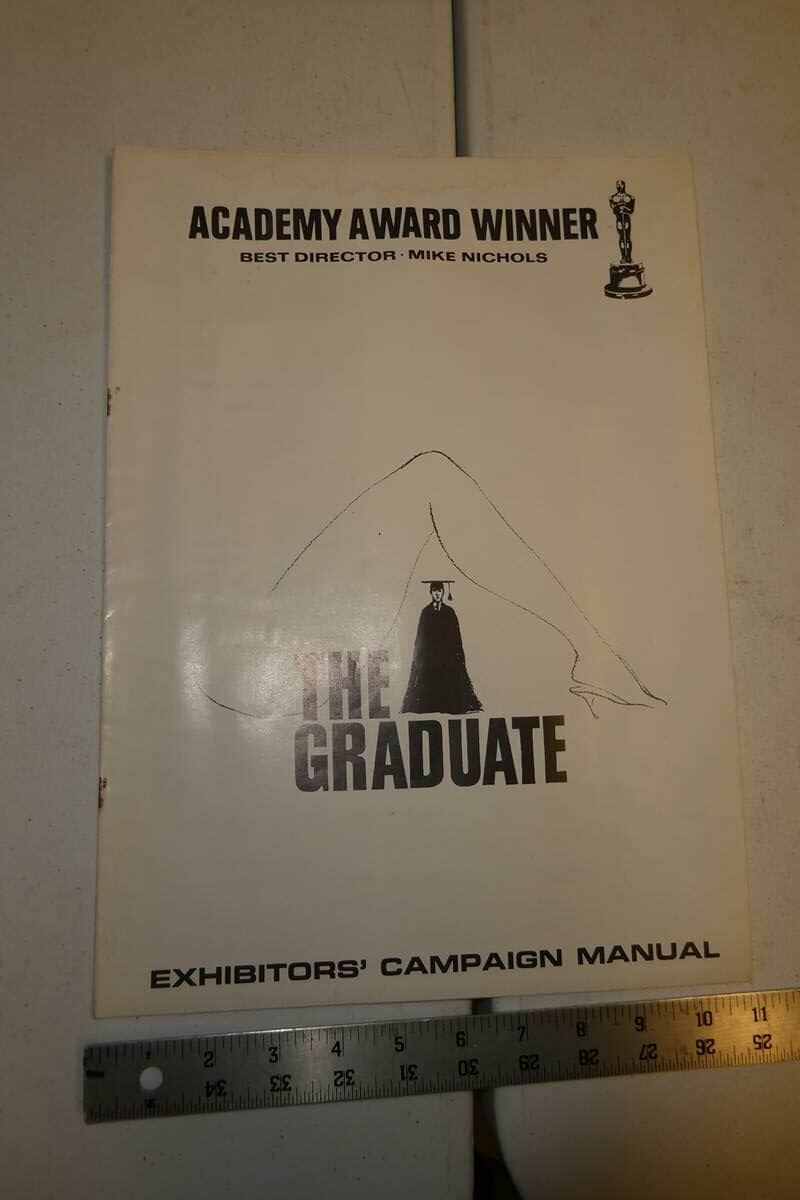 ACADEMY AWARD WINNER
BEST DIRECTOR · MIKE NICHOLS
THE
GRADUATE
EXHIBITORS' CAMPAIGN MANUAL
2 3 4 5 6 7 8 9 10 11
34 33 32 31 30 29 28 27 26 25